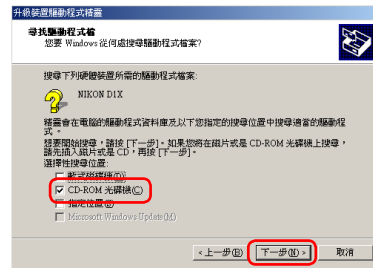 升級裝置驅動程式精靈
尋找驅動程式檔
您要 Windows 從何處搜尋驅動程式檔案?
搜尋下列硬體裝置所需的驅動程式檔案:
NIKON D1X
精靈會在電腦的驅動程式資料庫及以下您指定的搜尋位置中搜尋適當的驅動程
式。
想要開始搜尋，請按 [下一步]。如果您將在磁片或是 CD-ROM 光碟機上搜尋，
請先插入磁片或是 CD，再按 [下一步]。
選擇性搜尋位置:
軟式磁碟機(D)
CD-ROM 光碟機(C)
指定位置(S)
Microsoft Windows Update(M)
<上一步(B)
下一步(N)>
取消